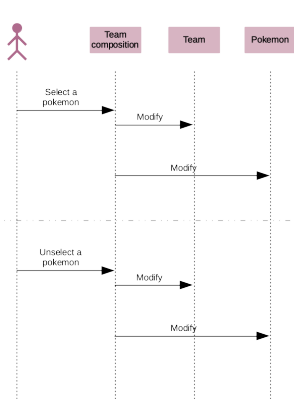 Team
composition
Team
Pokemon
Select a
pokemon
Modify
Modify
Unselect a
pokemon
Modify
Modify